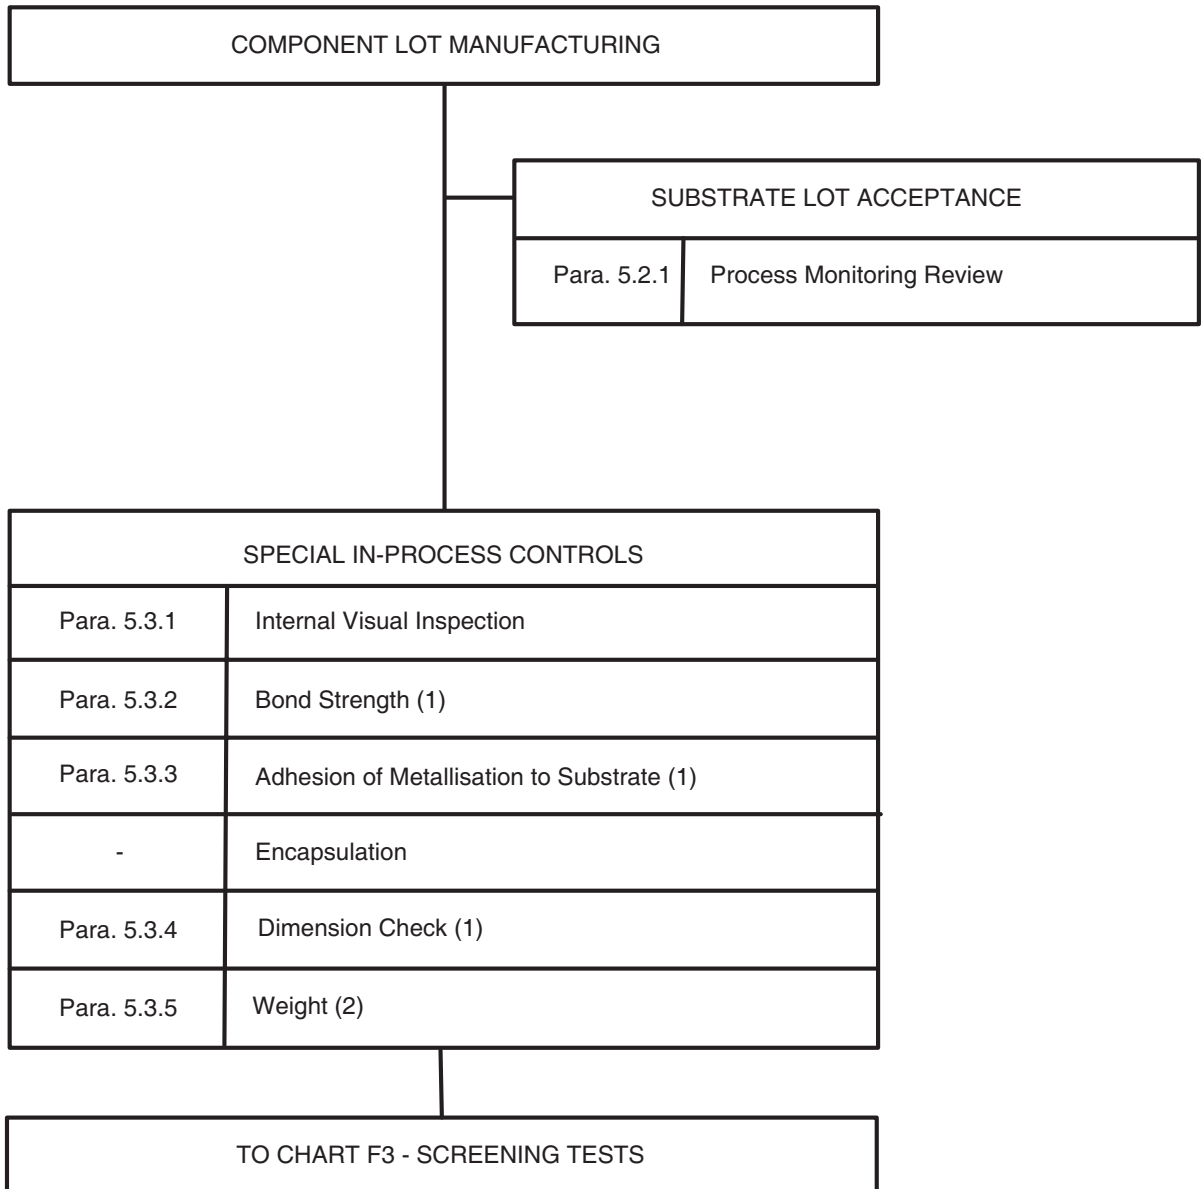 COMPONENT LOT MANUFACTURING
SUBSTRATE LOT ACCEPTANCE
Para. 5.2.1 Process Monitoring Review
SPECIAL IN-PROCESS CONTROLS
Para. 5.3.1 Internal Visual Inspection
Para. 5.3.2 Bond Strength (1)
Para. 5.3.3 Adhesion of Metallisation to Substrate (1)
- Encapsulation
Para. 5.3.4 Dimension Check (1)
Para. 5.3.5 Weight (2)
TO CHART F3 - SCREENING TESTS